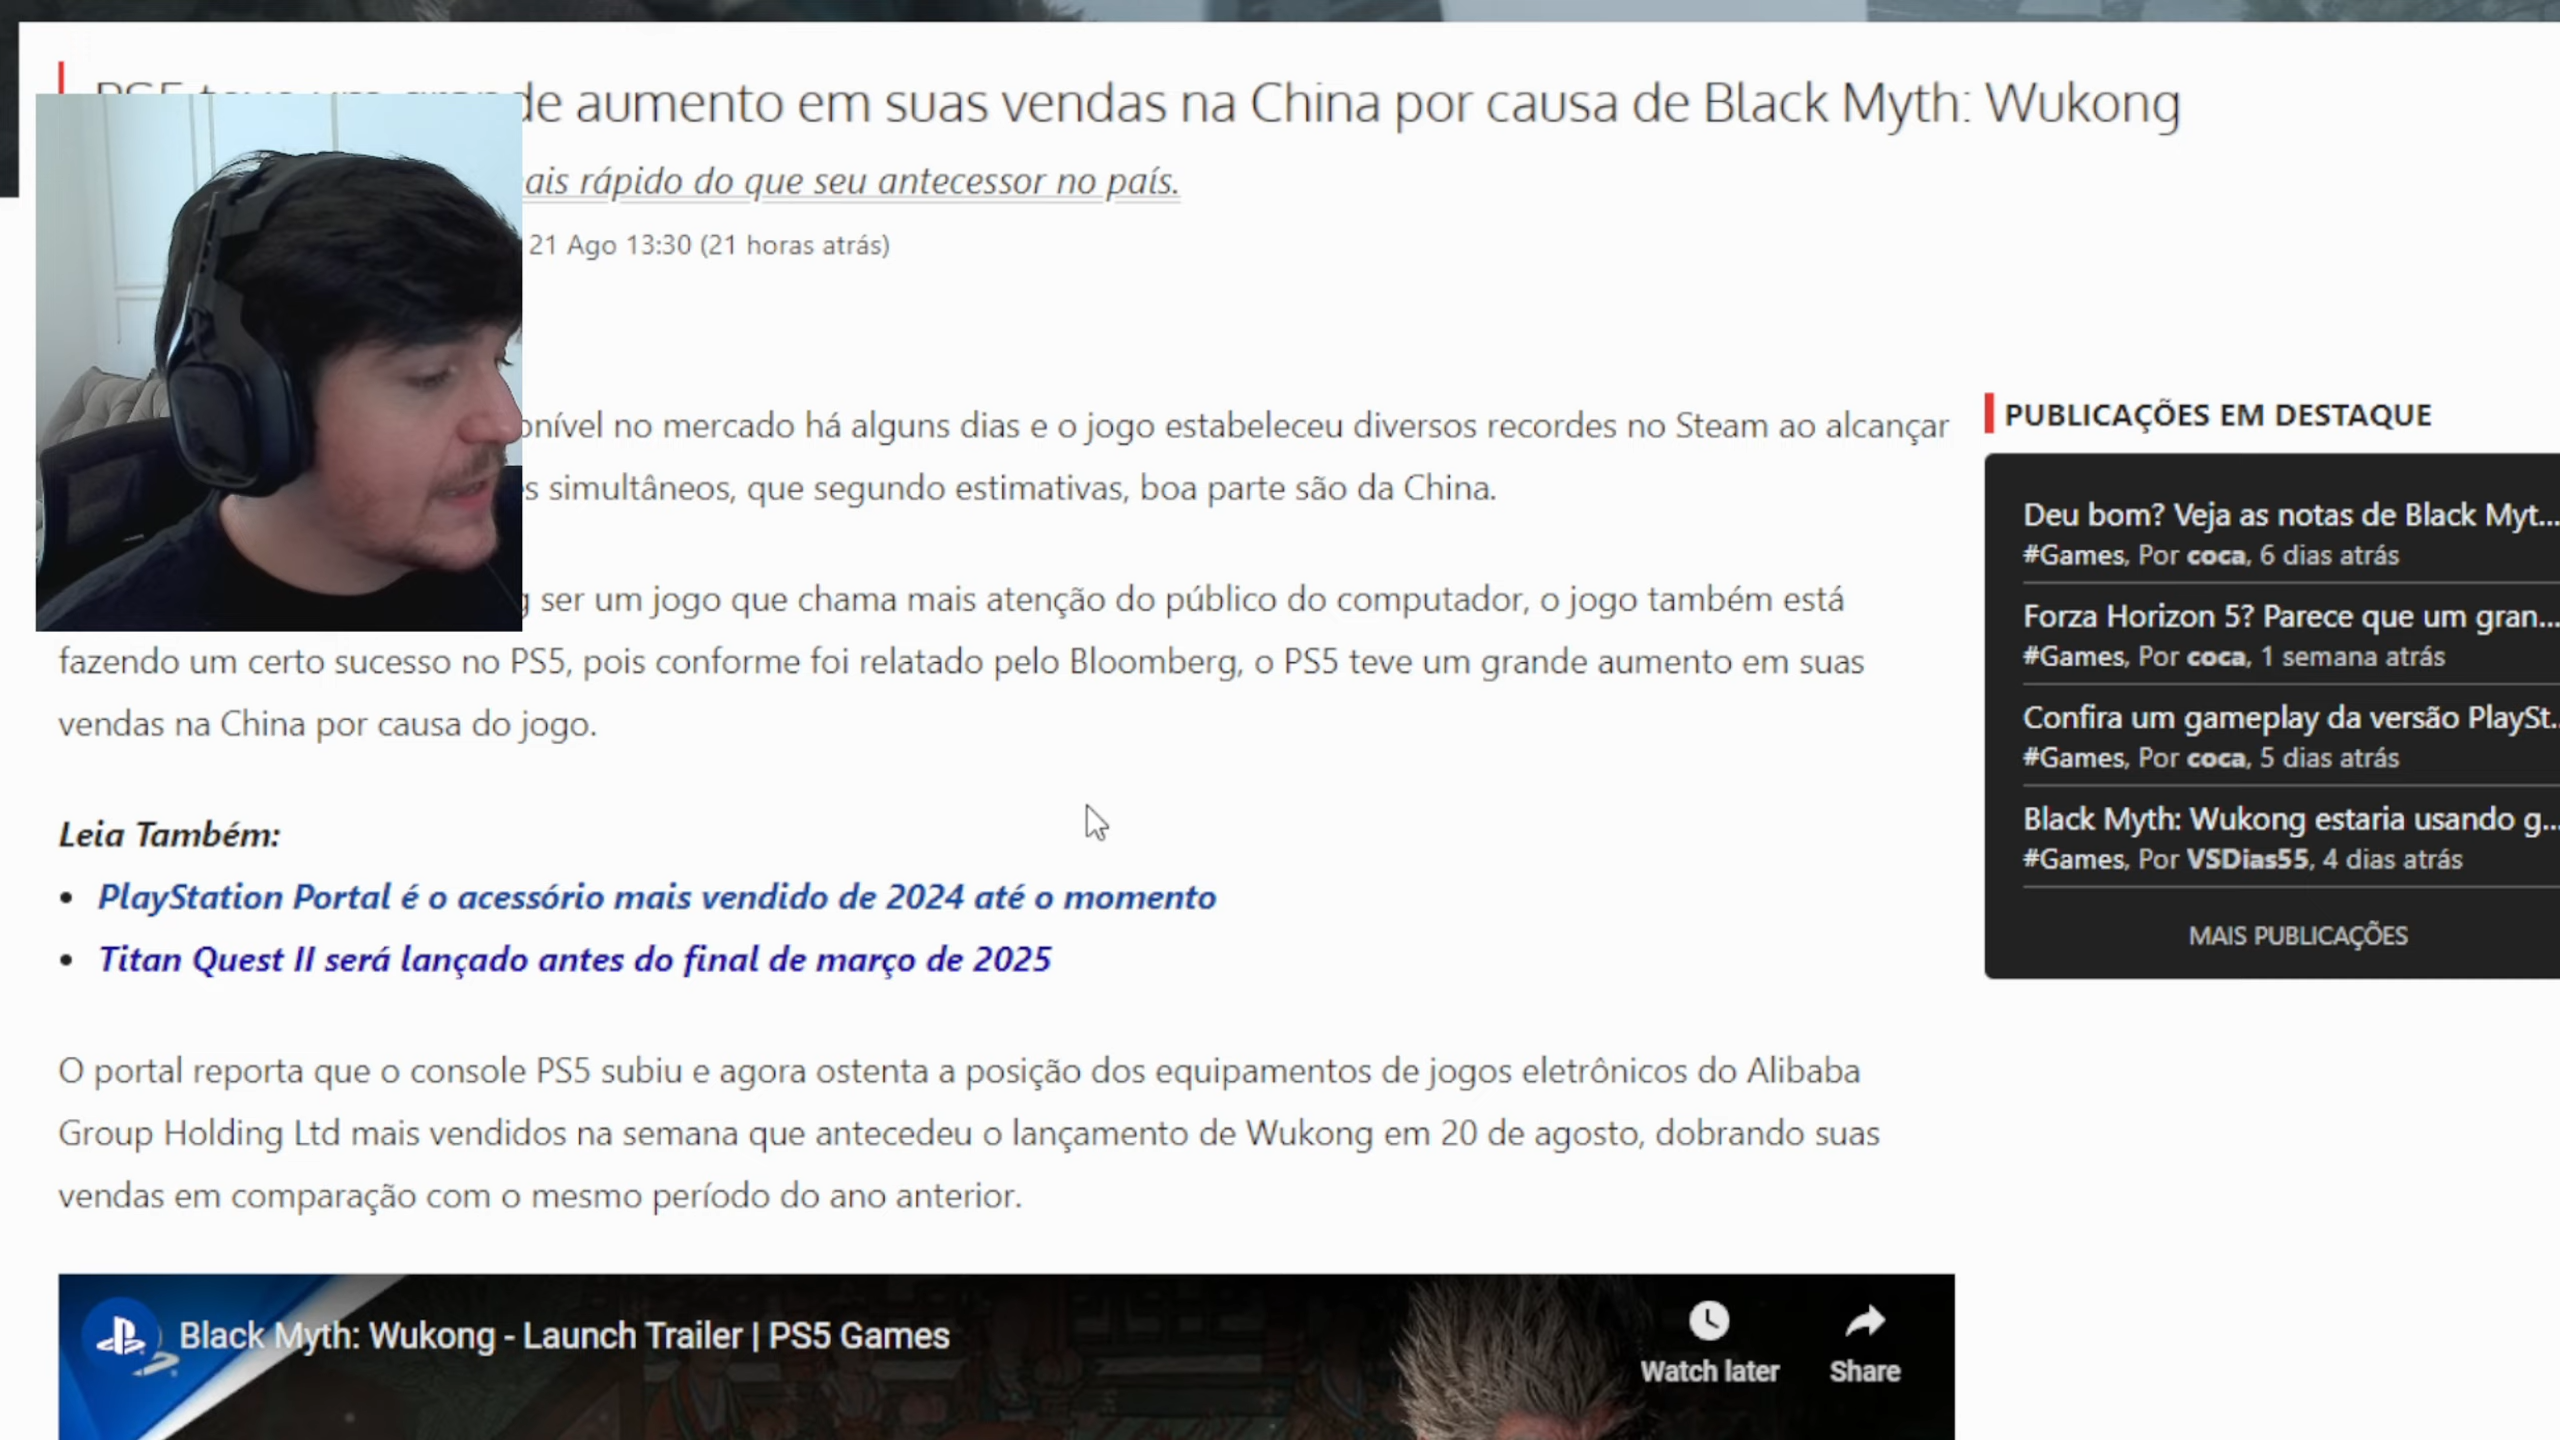 PS5 teve um grande aumento em suas vendas na China por causa de Black Myth: Wukong
rápido do que seu antecessor no país.
21 Ago 13:30 (21 horas atrás)
no mercado há alguns dias e o jogo estabeleceu diversos recordes no Steam ao alcançar
simultâneos, que segundo estimativas, boa parte são da China.
ser um jogo que chama mais atenção do público do computador, o jogo também está
fazendo um certo sucesso no PS5, pois conforme foi relatado pelo Bloomberg, o PS5 teve um grande aumento em suas
vendas na China por causa do jogo.
Leia Também:
• PlayStation Portal é o acessório mais vendido de 2024 até o momento
• Titan Quest II será lançado antes do final de março de 2025
O portal reporta que o console PS5 subiu e agora ostenta a posição dos equipamentos de jogos eletrônicos do Alibaba
Group Holding Ltd mais vendidos na semana que antecedeu o lançamento de Wukong em 20 de agosto, dobrando suas
vendas em comparação com o mesmo período do ano anterior.
Black Myth: Wukong - Launch Trailer | PS5 Games
Watch later
Share
PUBLICAÇÕES EM DESTAQUE
Deu bom? Veja as notas de Black Myt...
#Games, Por coca, 6 dias atrás
Forza Horizon 5? Parece que um gran...
#Games, Por coca, 1 semana atrás
Confira um gameplay da versão PlaySt...
#Games, Por coca, 5 dias atrás
Black Myth: Wukong estaria usando g...
#Games, Por VSDias55, 4 dias atrás
MAIS PUBLICAÇÕES